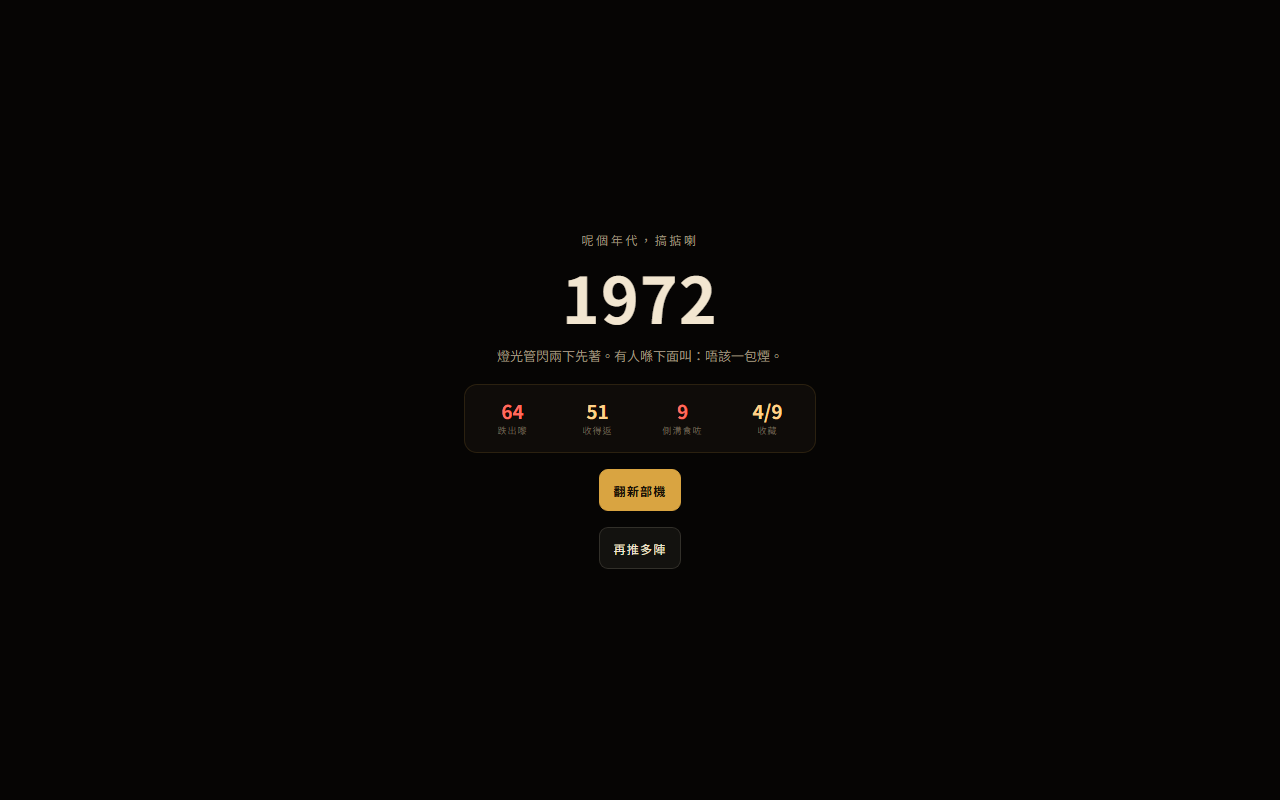 呢個年代，搞掂喇
1972
燈光管閃兩下先著。有人喺下面叫：唔該一包煙。
64 51 9 4/9
跌出嚟 收得返 側溝食咗 收藏
翻新部機
再推多陣